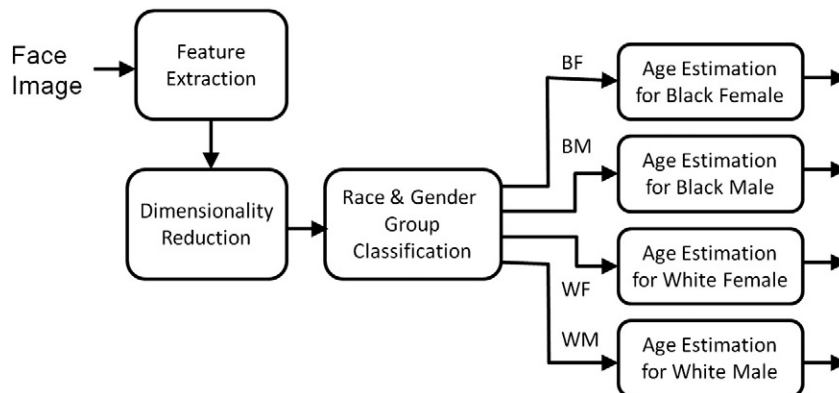 Face
Image
Feature
Extraction
Dimensionality
Reduction
Race & Gender
Group
Classification
BF
Age Estimation
for Black Female
BM
Age Estimation
for Black Male
WF
Age Estimation
for White Female
WM
Age Estimation
for White Male